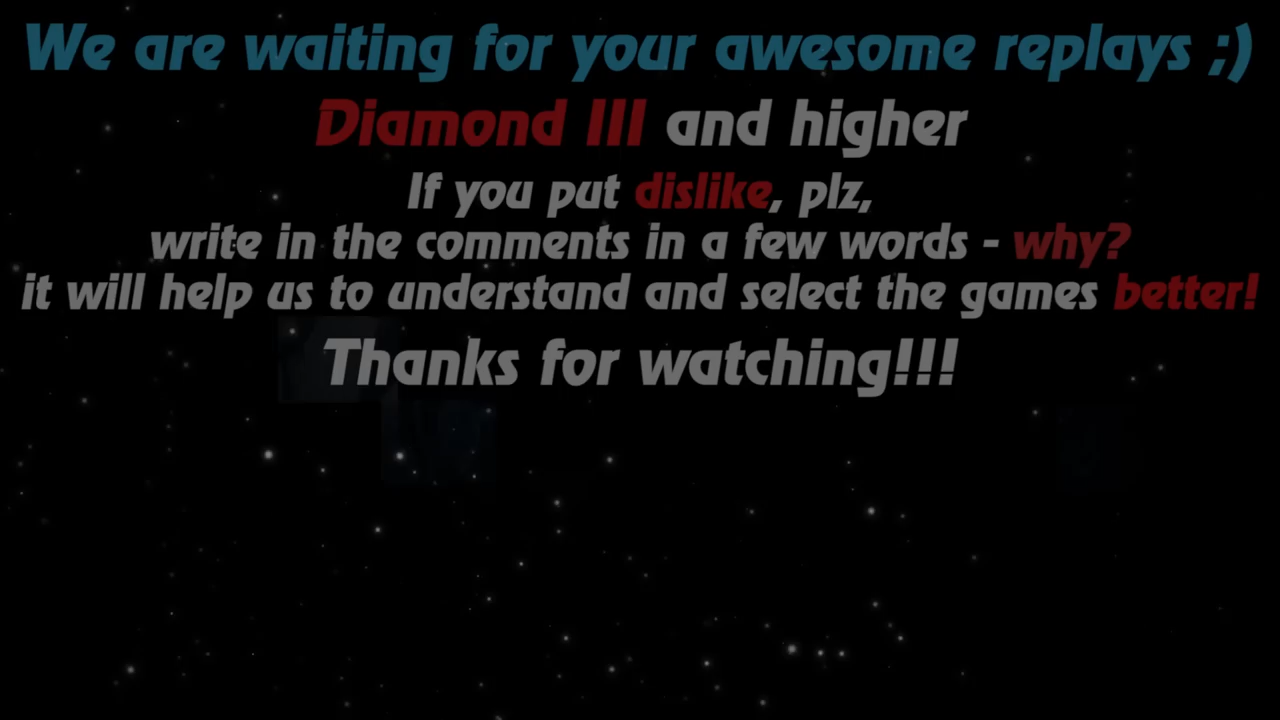 We are waiting for your awesome replays ;)
Diamond III and higher
If you put dislike, plz,
write in the comments in a few words - why?
it will help us to understand and select the games better!
Thanks for watching!!!